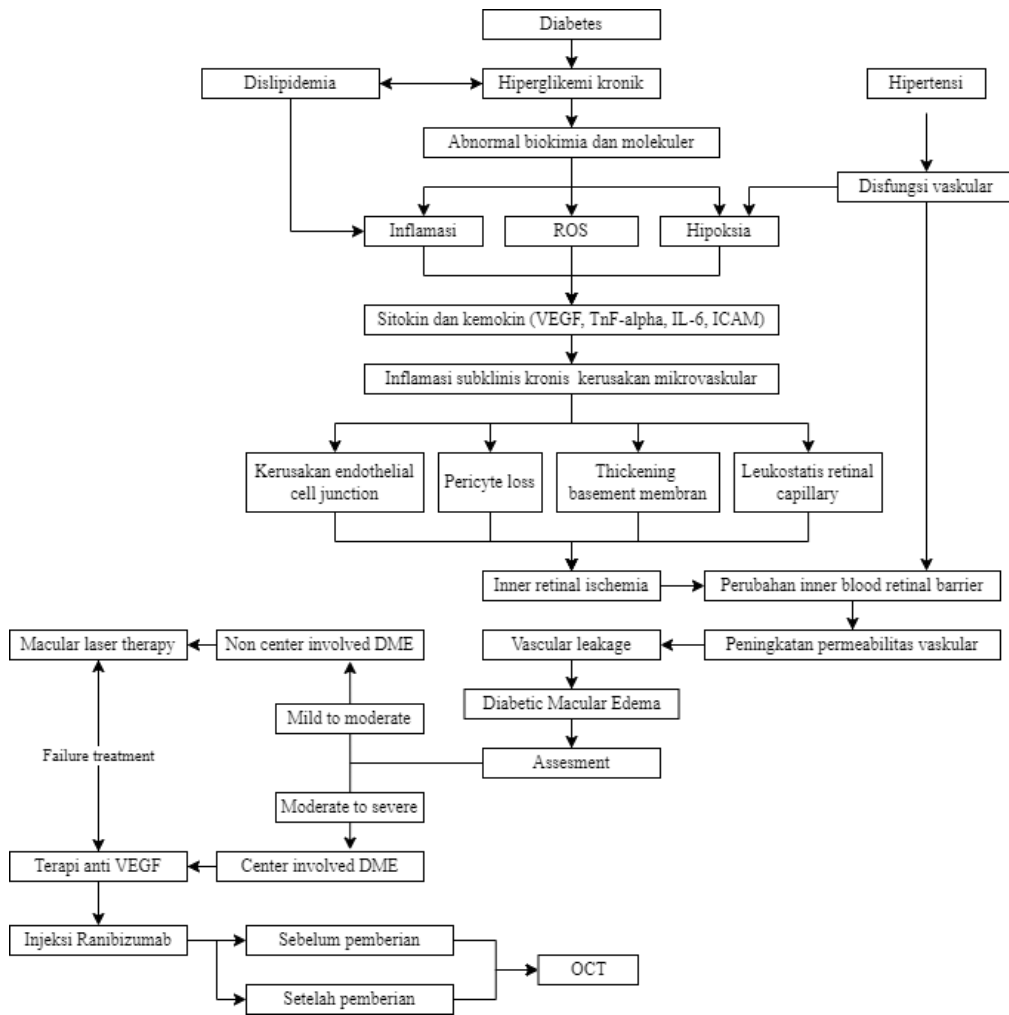 Diabetes
Dislipidemia
Hiperglikemi kronik
Hipertensi
Abnormal biokimia dan molekuler
Disfungsi vaskular
Inflamasi
ROS
Hipoksia
Sitokin dan kemokin (VEGF, TnF-alpha, IL-6, ICAM)
Inflamasi subklinis kronis kerusakan mikrovaskular
Kerusakan endothelial
cell junction
Pericyte loss
Thickening
basement membran
Leukostatis retinal
capillary
Inner retinal ischemia
Perubahan inner blood retinal barrier
Macular laser therapy
Non center involved DME
Vascular leakage
Peningkatan permeabilitas vaskular
Diabetic Macular Edema
Mild to moderate
Failure treatment
Assesment
Moderate to severe
Terapi anti VEGF
Center involved DME
Injeksi Ranibizumab
Sebelum pemberian
OCT
Setelah pemberian